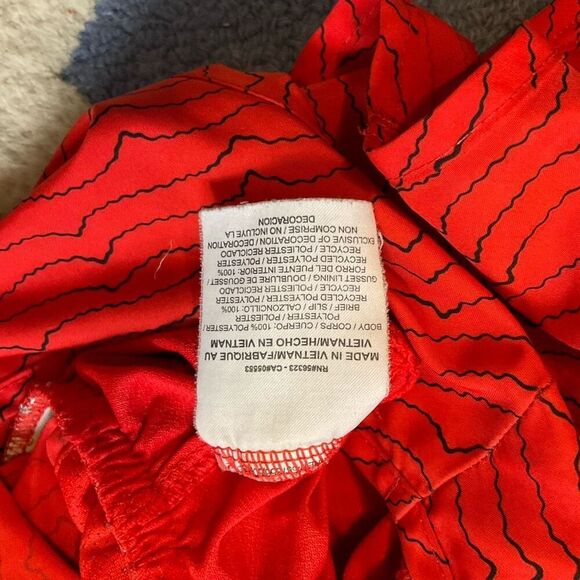 RN#56323 - CA#05553
MADE IN VIETNAM/FABRIQUE AU
VIETNAM/HECHO EN VIETNAM
BODY / CORPS / CUERPO: 100% POLYESTER /
POLYESTER / POLIESTER
BRIEF / SLIP / CALZONCILLO: 100%
RECYCLED POLYESTER / POLYESTER
RECYCLE / POLIESTER RECICLADO
GUSSET LINING / DOUBLURE DE GOUSSET /
FORRO DEL PUENTE INTERIOR: 100%
RECYCLED POLYESTER / POLYESTER
RECYCLE / POLIESTER RECICLADO
EXCLUSIVE OF DECORATION / DECORATION
NON COMPRISE / NO INCLUYE LA
DECORACION